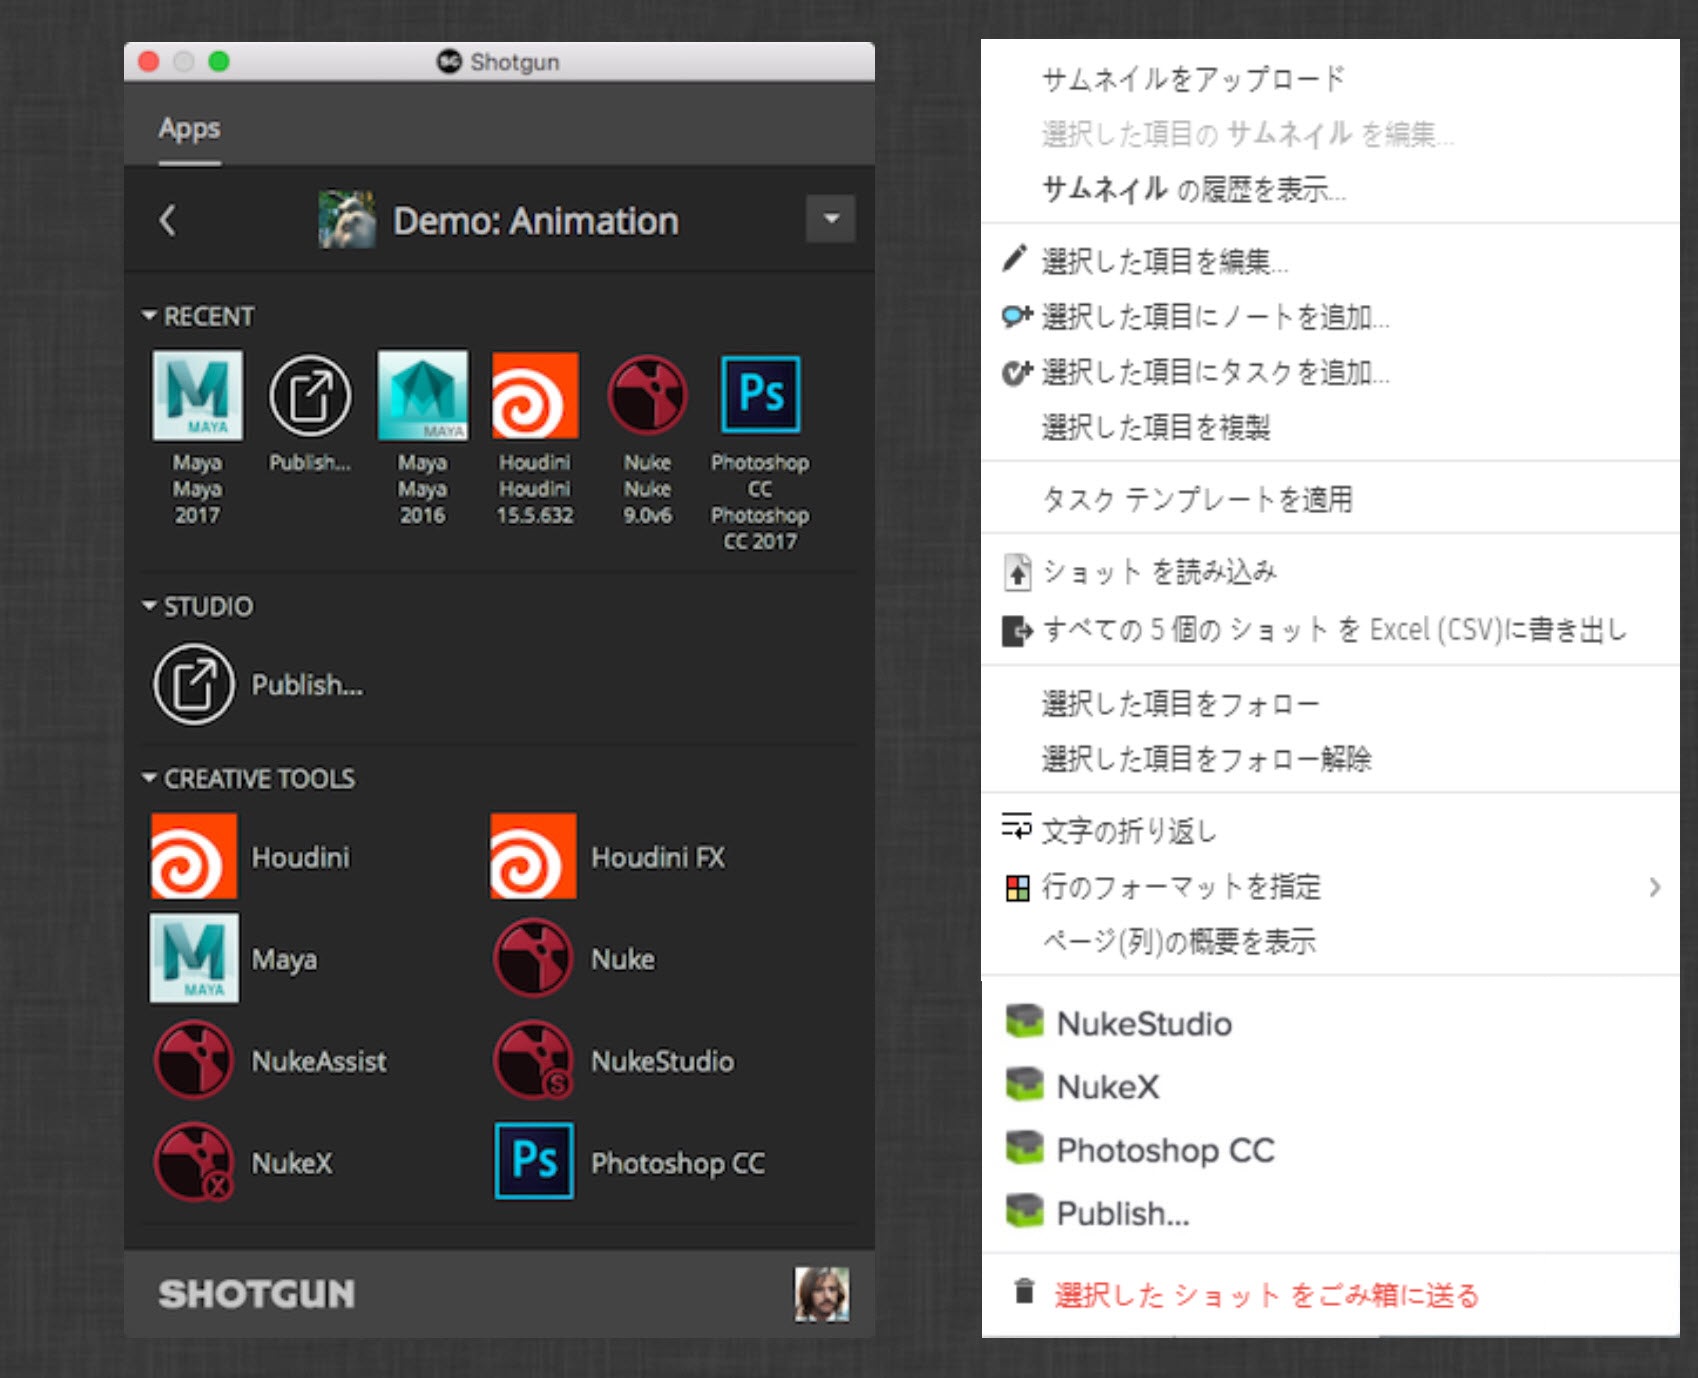 Shotgun
Apps
Demo: Animation
RECENT
MAYA
MAYA
Ps
Maya
Maya
2017
Publish...
Maya
Maya
2016
Houdini
Houdini
15.5.632
Nuke
Nuke
9.0v6
Photoshop
CC
Photoshop
CC 2017
STUDIO
Publish...
CREATIVE TOOLS
Houdini
Houdini FX
MAYA
Maya
Nuke
NukeAssist
S
NukeStudio
X
NukeX
Ps
Photoshop CC
SHOTGUN
サムネイルをアップロード
選択した項目の サムネイル を編集...
サムネイル の履歴を表示...
選択した項目を編集...
選択した項目にノートを追加...
選択した項目にタスクを追加...
選択した項目を複製
タスク テンプレートを適用
ショット を読み込み
すべての 5 個の ショット を Excel (CSV)に書き出し
選択した項目をフォロー
選択した項目をフォロー解除
文字の折り返し
行のフォーマットを指定
ページ(列)の概要を表示
NukeStudio
NukeX
Photoshop CC
Publish...
選択した ショット をごみ箱に送る